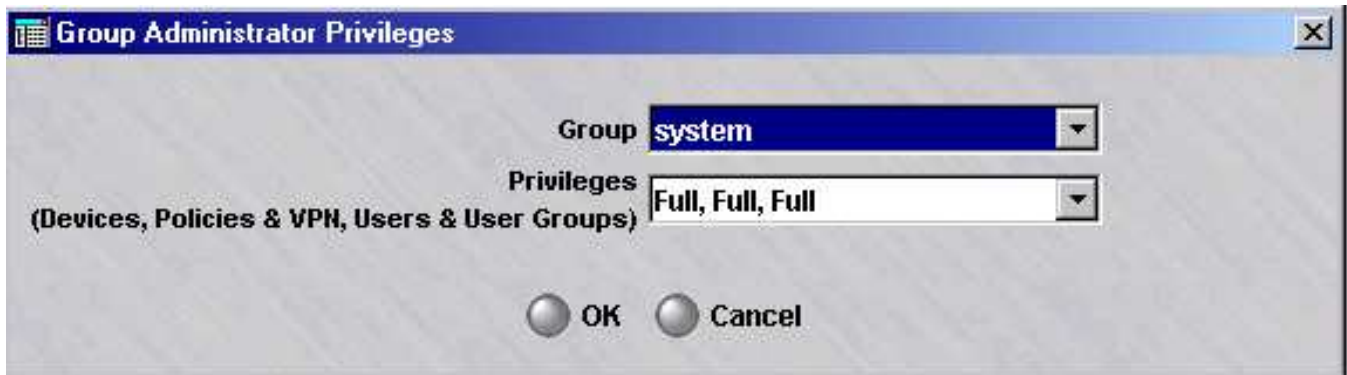 Group Administrator Privileges
Group system
Privileges
(Devices, Policies & VPN, Users & User Groups) Full, Full, Full
OK Cancel